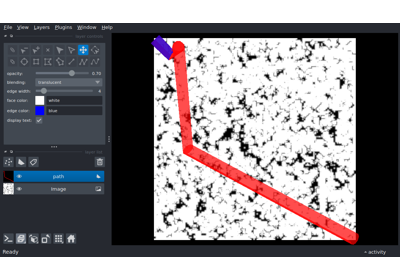 File View Layers Plugins Window Help
opacity: 0.70
blending: translucent
edge width:
face color: white
edge color: blue
display text:
path
Image
Ready activity